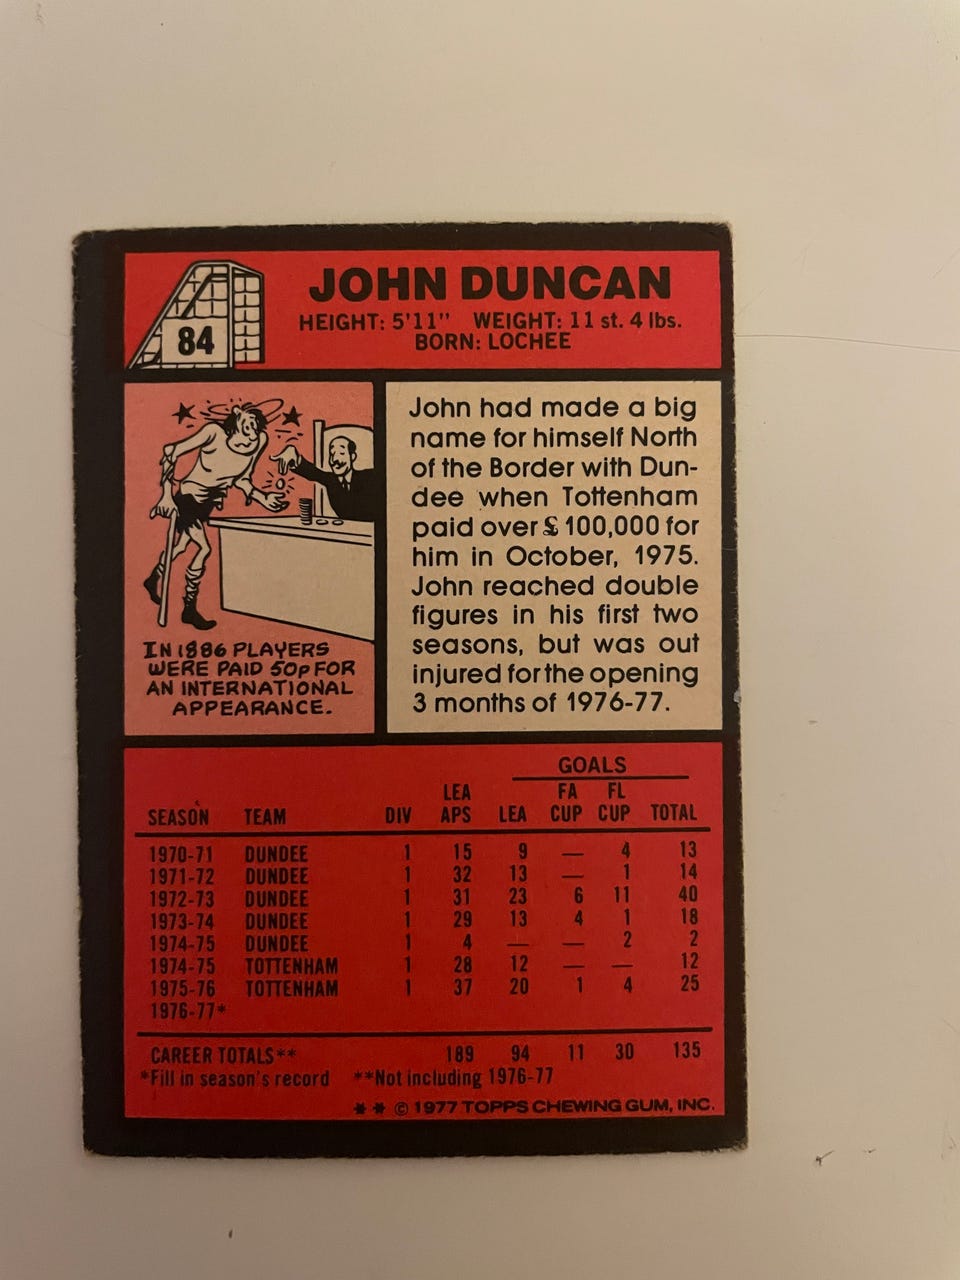 84
JOHN DUNCAN
HEIGHT: 5'11" WEIGHT: 11 st. 4 lbs.
BORN: LOCHEE
IN 1886 PLAYERS
WERE PAID 50p FOR
AN INTERNATIONAL
APPEARANCE.
John had made a big
name for himself North
of the Border with Dun-
dee when Tottenham
paid over £100,000 for
him in October, 1975.
John reached double
figures in his first two
seasons, but was out
injured for the opening
3 months of 1976-77.
GOALS
SEASON TEAM DIV LEA APS LEA FA CUP FL CUP TOTAL
1970-71 DUNDEE 1 15 9 — 4 13
1971-72 DUNDEE 1 32 13 — 1 14
1972-73 DUNDEE 1 31 23 6 11 40
1973-74 DUNDEE 1 29 13 4 1 18
1974-75 DUNDEE 1 4 — — 2 2
1974-75 TOTTENHAM 1 28 12 — — 12
1975-76 TOTTENHAM 1 37 20 1 4 25
1976-77*
CAREER TOTALS** 189 94 11 30 135
*Fill in season's record **Not including 1976-77
** © 1977 TOPPS CHEWING GUM, INC.